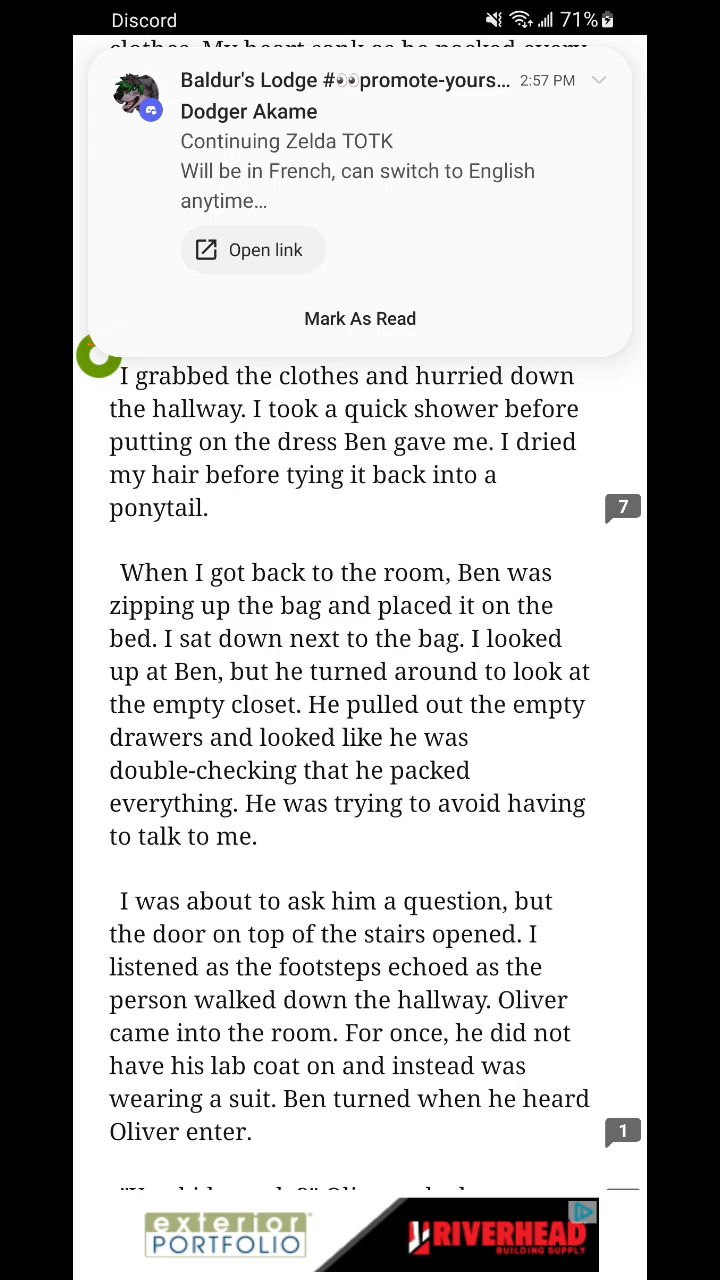 Discord
71%
Baldur's Lodge #👀promote-yours... 2:57 PM
Dodger Akame
Continuing Zelda TOTK
Will be in French, can switch to English
anytime...
Open link
Mark As Read
I grabbed the clothes and hurried down
the hallway. I took a quick shower before
putting on the dress Ben gave me. I dried
my hair before tying it back into a
ponytail.
7
When I got back to the room, Ben was
zipping up the bag and placed it on the
bed. I sat down next to the bag. I looked
up at Ben, but he turned around to look at
the empty closet. He pulled out the empty
drawers and looked like he was
double-checking that he packed
everything. He was trying to avoid having
to talk to me.
I was about to ask him a question, but
the door on top of the stairs opened. I
listened as the footsteps echoed as the
person walked down the hallway. Oliver
came into the room. For once, he did not
have his lab coat on and instead was
wearing a suit. Ben turned when he heard
Oliver enter.
1
exterior
PORTFOLIO
RIVERHEAD
BUILDING SUPPLY